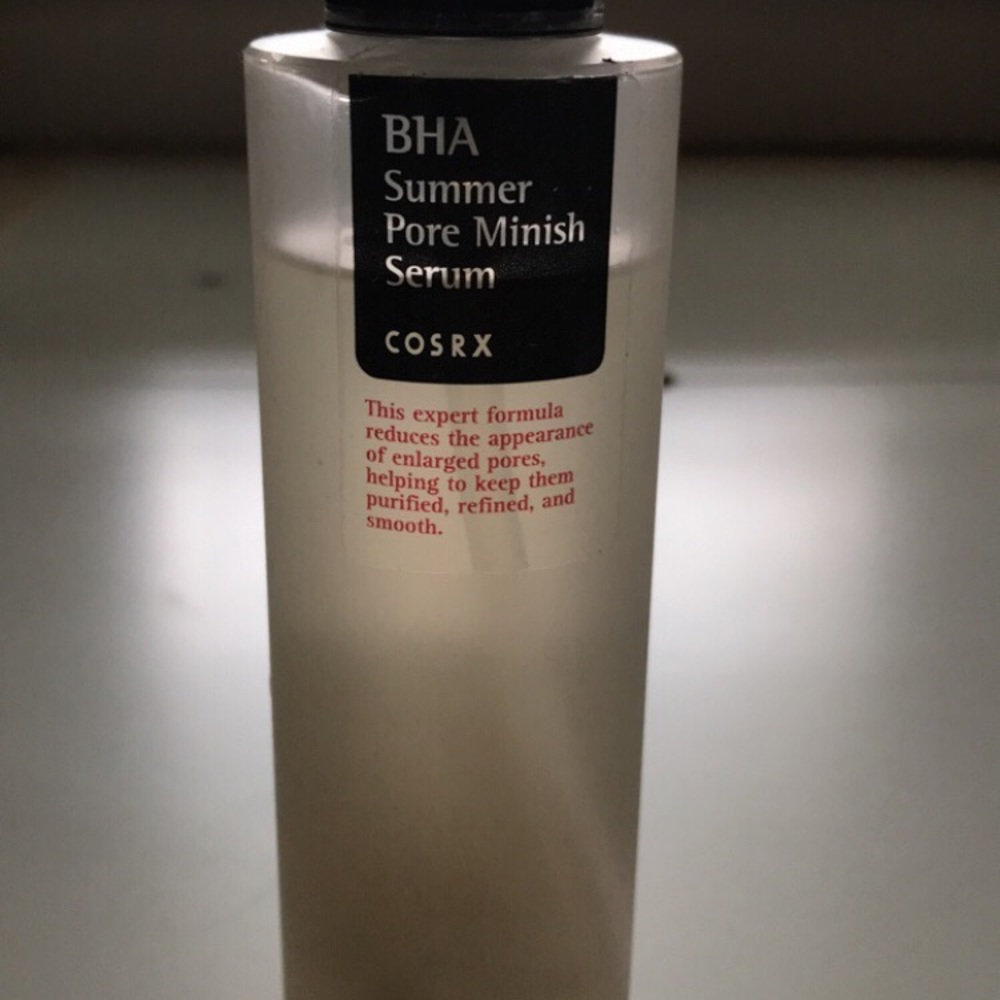 BHA
Summer
Pore Minish
Serum
COSRX
This expert formula
reduces the appearance
of enlarged pores,
helping to keep them
purified, refined, and
smooth.